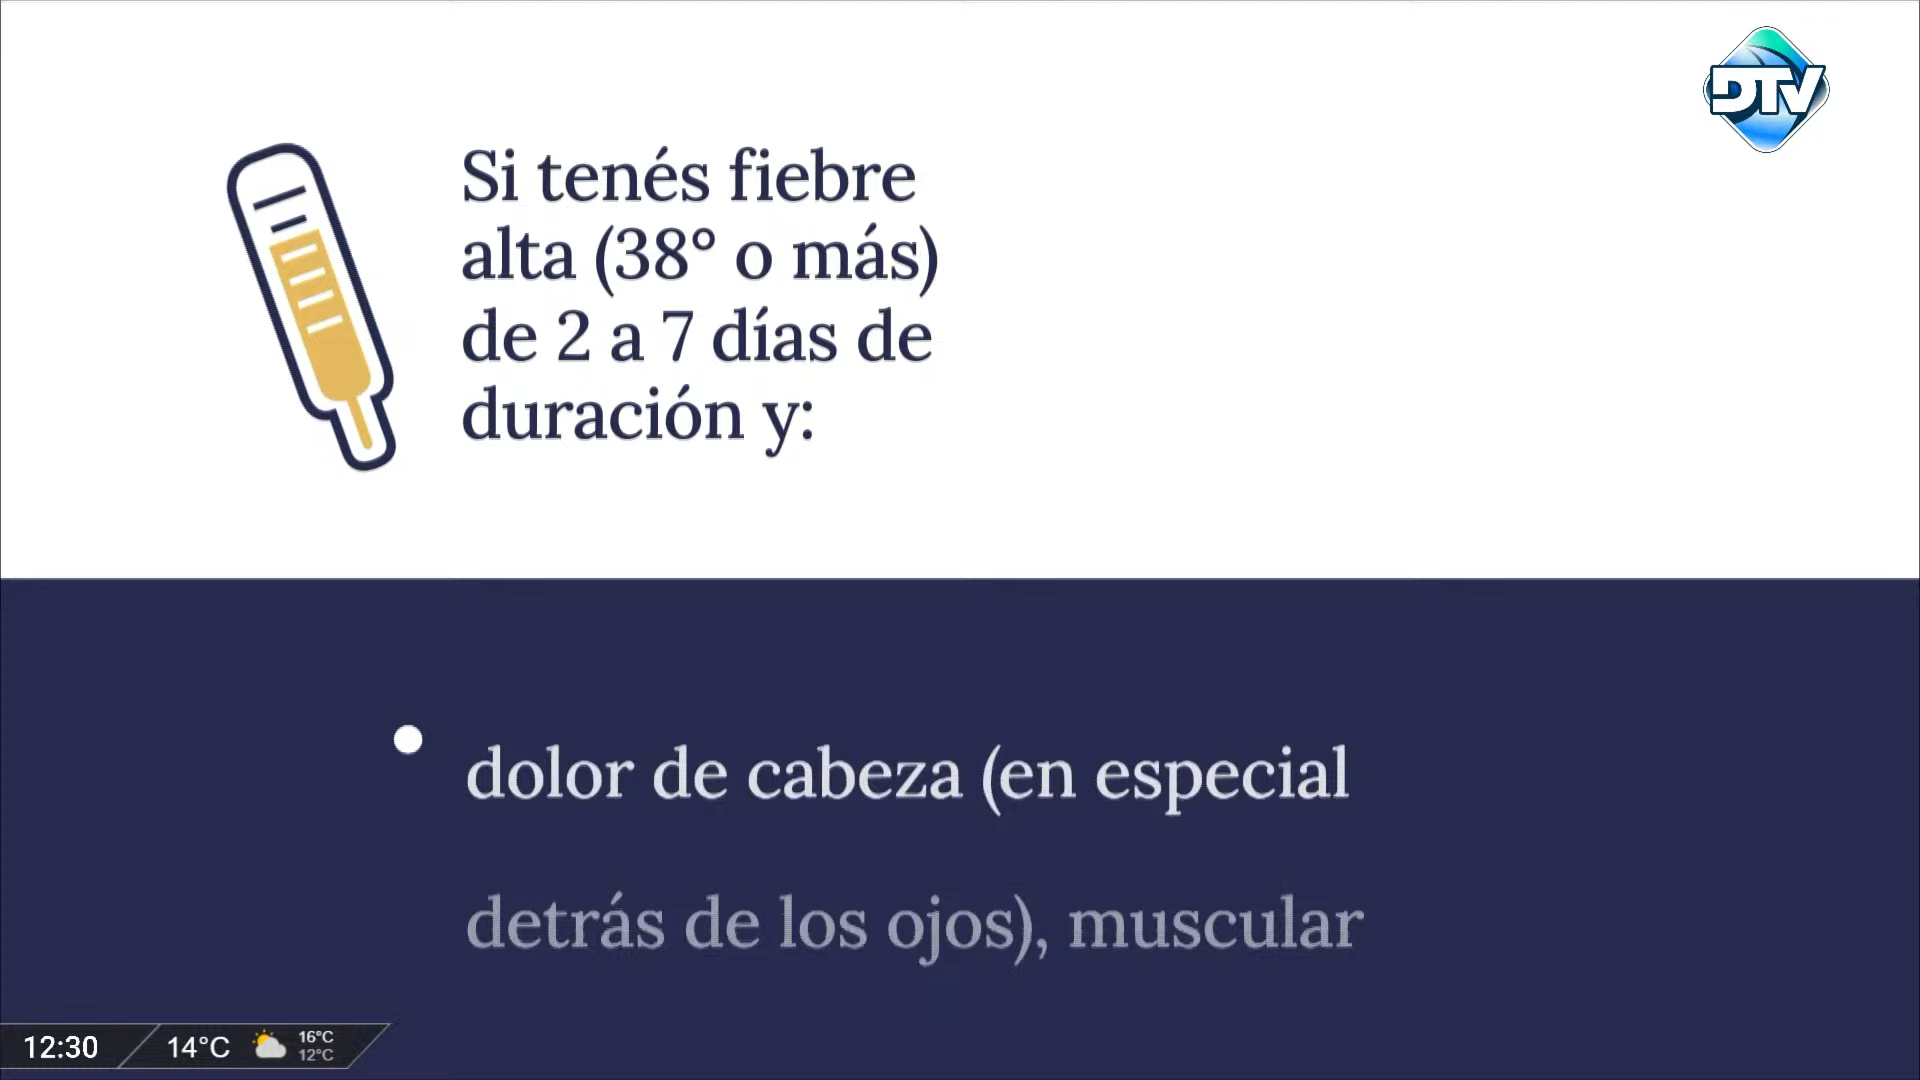 DTV
Si tenés fiebre
alta (38° o más)
de 2 a 7 días de
duración y:
• dolor de cabeza (en especial
detrás de los ojos), muscular
12:30
14°C
16°C
12°C